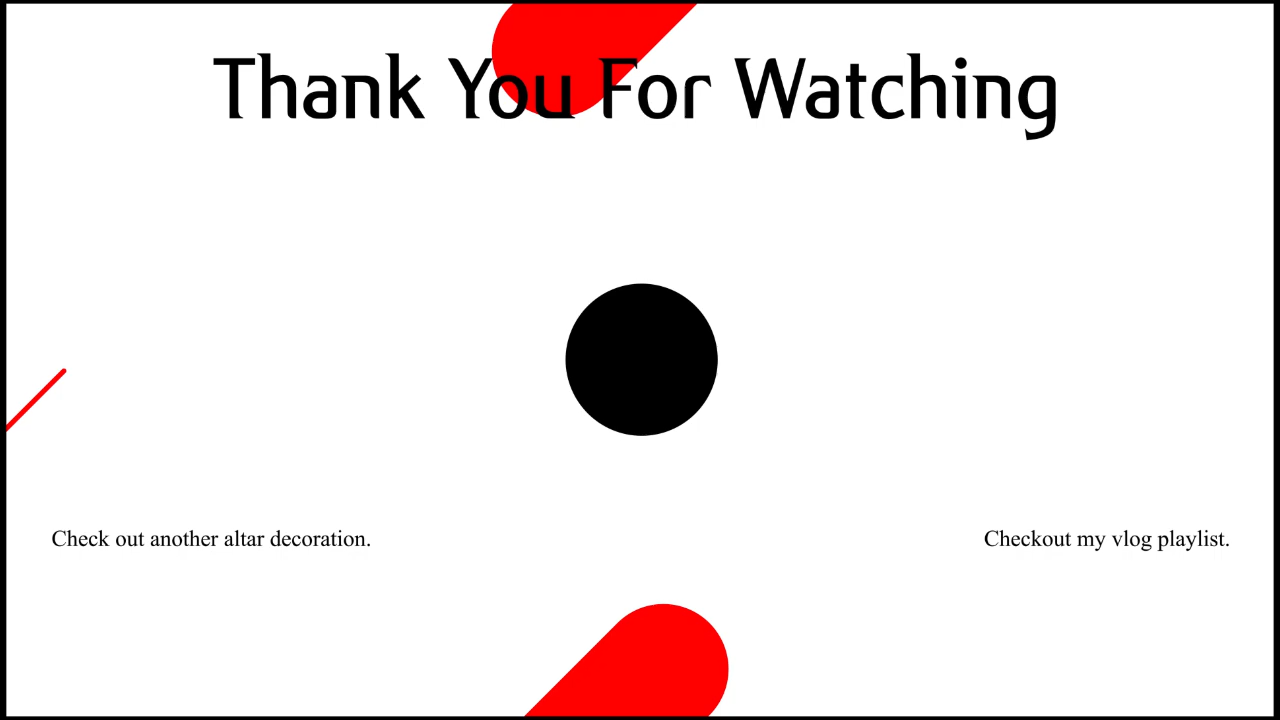 Thank You For Watching
Check out another altar decoration.
Checkout my vlog playlist.